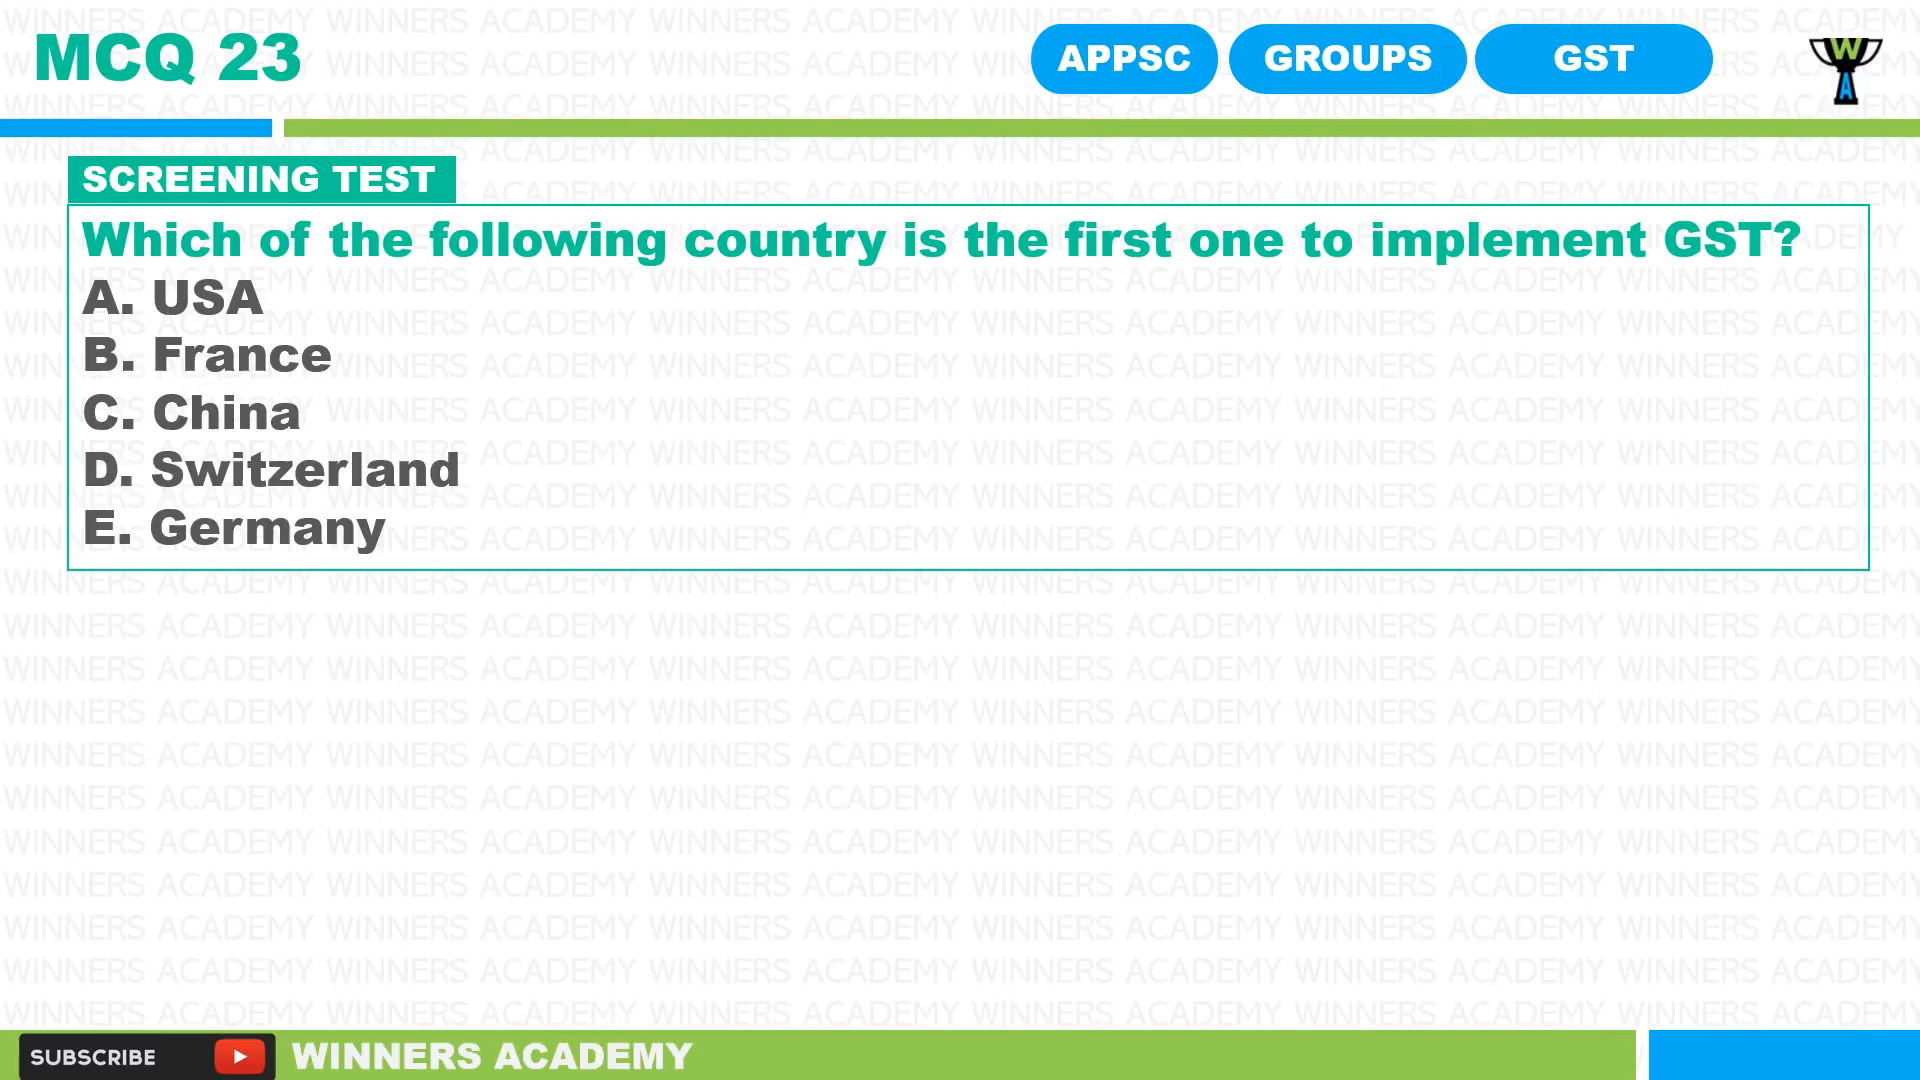 MCQ 23
APPSC
GROUPS
GST
W
A
SCREENING TEST
Which of the following country is the first one to implement GST?
A. USA
B. France
C. China
D. Switzerland
E. Germany
SUBSCRIBE
WINNERS ACADEMY